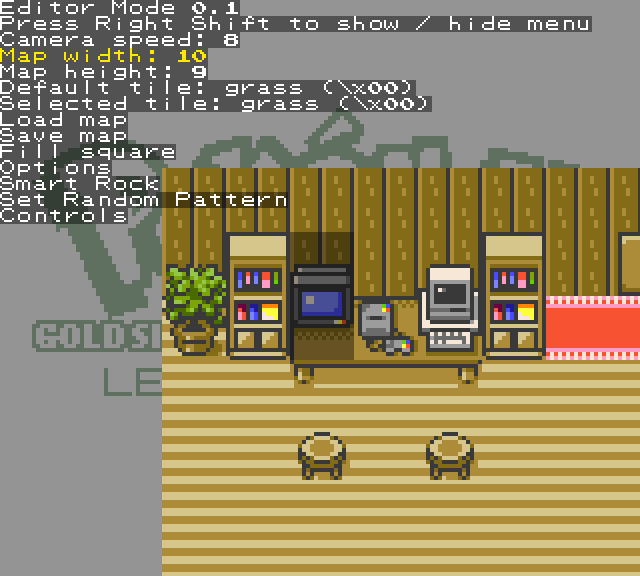 Editor Mode 0.1
Press Right Shift to show / hide menu
Camera speed: 8
Map width: 10
Map height: 9
Default tile: grass (\x00)
Selected tile: grass (\x00)
Load map
Save map
Fill square
Options
Smart Rock
Set Random Pattern
Controls
GOLD
LE